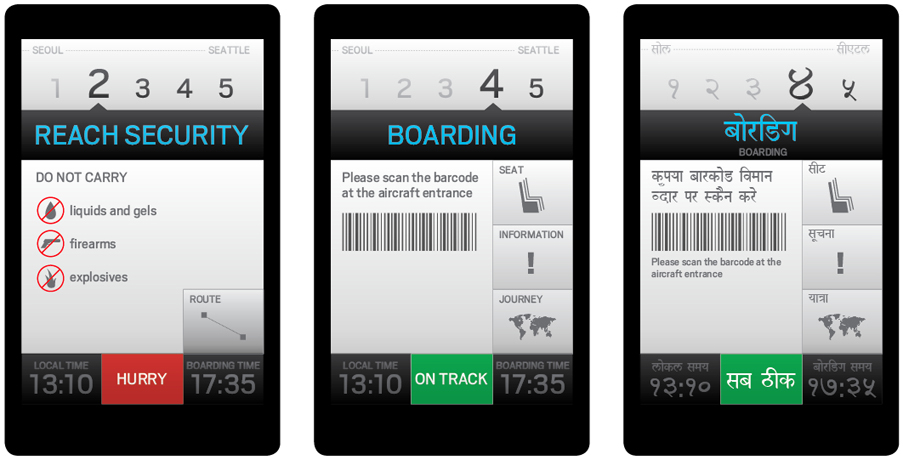 SEOUL SEATTLE
1 2 3 4 5
REACH SECURITY
DO NOT CARRY
liquids and gels
firearms
explosives
ROUTE
LOCAL TIME
13:10
HURRY
BOARDING TIME
17:35
SEOUL SEATTLE
1 2 3 4 5
BOARDING
Please scan the barcode
at the aircraft entrance
SEAT
INFORMATION
!
JOURNEY
LOCAL TIME
13:10
ON TRACK
BOARDING TIME
17:35
सोल सीएटल
१ २ ३ ४ ५
बोरडिग
BOARDING
कृपया बारकोड विमान
व्दार पर स्कैन करे
Please scan the barcode at the
aircraft entrance
सीट
सूचना
!
यात्रा
लोकल समय
१३:१०
सब ठीक
बोरडिग समय
१७:३५